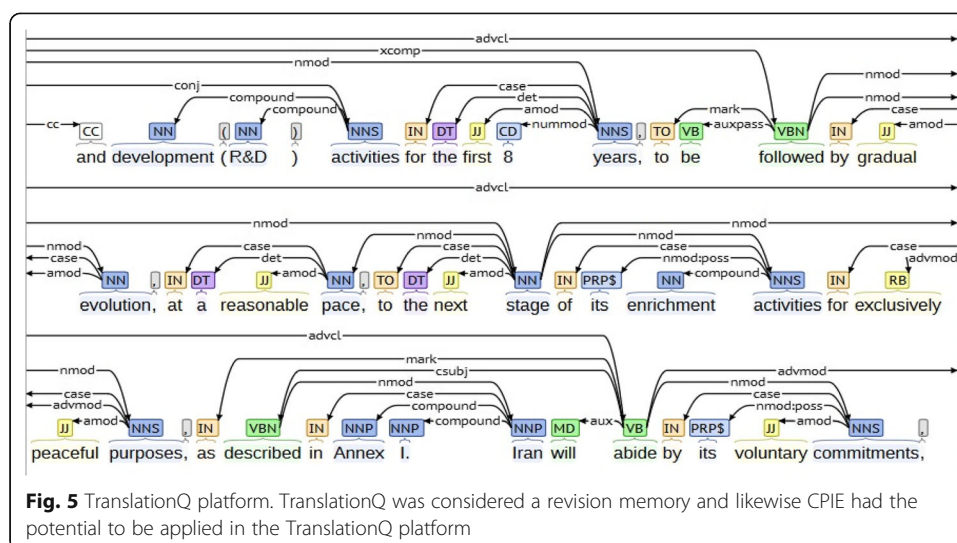 advcl
xcomp
nmod
conj case nmod
compound det nmod
compound amod mark case
cc nummod auxpass amod
CC NN ( NN ) NNS IN DT JJ CD NNS , TO VB VBN IN JJ
and development ( R&D ) activities for the first 8 years, to be followed by gradual
advcl
nmod nmod
nmod case nmod case nmod case
case det det nmod:poss advmod
amod amod amod compound
NN , IN DT JJ NN , TO DT JJ NN IN PRP$ NN NNS IN RB
evolution, at a reasonable pace, to the next stage of its enrichment activities for exclusively
advcl
mark
nmod csubj advmod
nmod nmod
case case case
advmod compound nmod:poss
amod compound aux amod
JJ NNS , IN VBN IN NNP NNP NNP MD VB IN PRP$ JJ NNS ,
peaceful purposes, as described in Annex I. Iran will abide by its voluntary commitments,
Fig. 5 TranslationQ platform. TranslationQ was considered a revision memory and likewise CPIE had the
potential to be applied in the TranslationQ platform